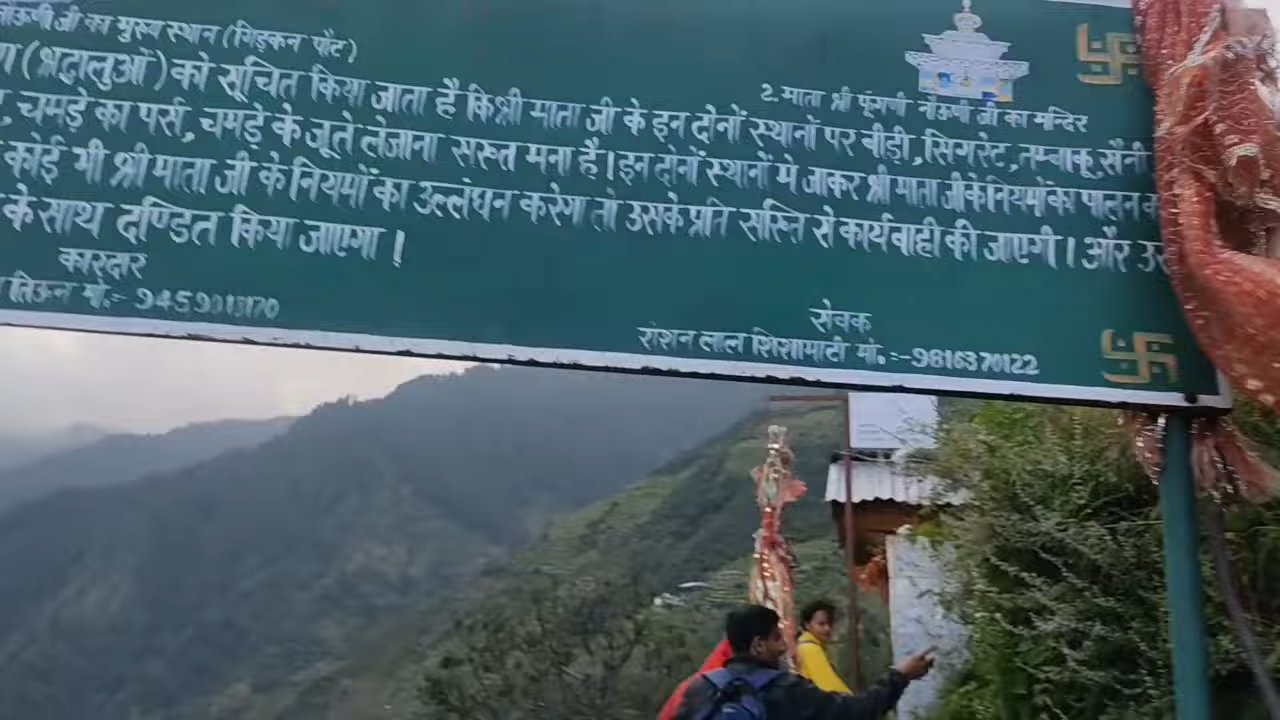 जी का मुख्य स्थान (गिड़कन पौट)
2. माता श्री फुंगणी नाँऊणी जी का मन्दिर
(श्रद्धालुओं) को सूचित किया जाता है कि श्री माता जी के इन दोनों स्थानों पर बीड़ी, सिगरेट, तम्बाकू, सैनी
चमड़े का पर्स, चमड़े के जूते लेजाना सख्त मना है। इन दोनों स्थानों मे जाकर श्री माता जी के नियमों का पालन
कोई भी श्री माता जी के नियमों का उल्लंघन करेगा तो उसके प्रति सख्ति से कार्यवाही की जाएगी। और
के साथ दण्डित किया जाएगा।
कारदार
मो.:-
सेवक
रोशन लाल शिशामाटी मो.:-9816370122